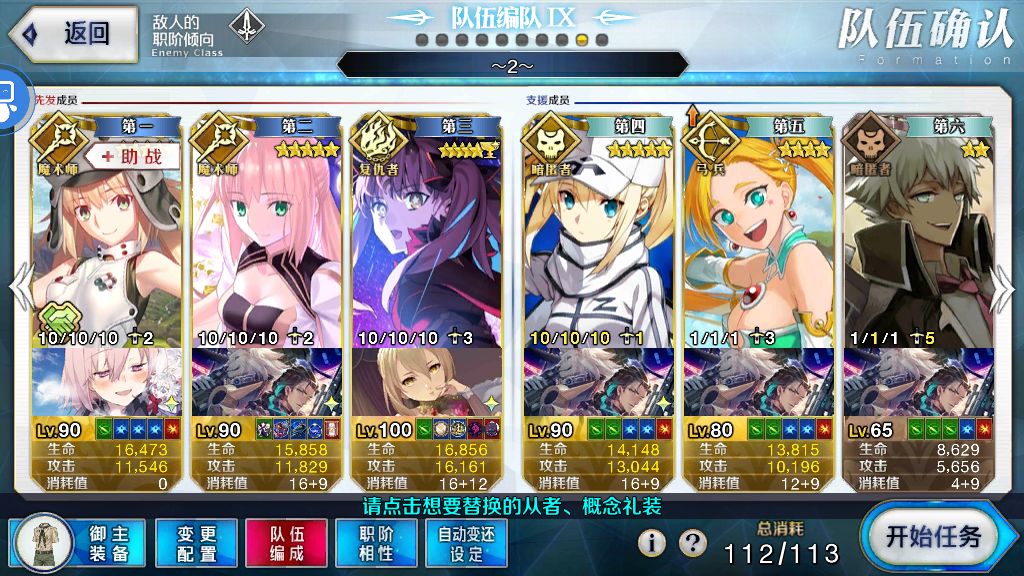 返回
敌人的
职阶倾向
Enemy Class
队伍编队 IX
～2～
队伍确认
Formation
先发成员
支援成员
第一
+ 助战
魔术师
10/10/10 2
Lv.90
生命 16,473
攻击 11,546
消耗值 0
第二
魔术师
10/10/10 2
Lv.90
生命 15,858
攻击 11,829
消耗值 16+9
第三
复仇者
10/10/10 3
Lv.100
生命 16,856
攻击 16,161
消耗值 16+12
第四
暗匿者
Z
10/10/10 1
Lv.90
生命 14,148
攻击 13,044
消耗值 16+9
第五
弓兵
1/1/1 3
Lv.80
生命 13,815
攻击 10,196
消耗值 12+9
第六
暗匿者
1/1/1 5
Lv.65
生命 8,629
攻击 5,656
消耗值 4+9
请点击想要替换的从者、概念礼装
御主
装备
变更
配置
队伍
编成
职阶
相性
自动变还
设定
i
?
总消耗
112/113
开始任务